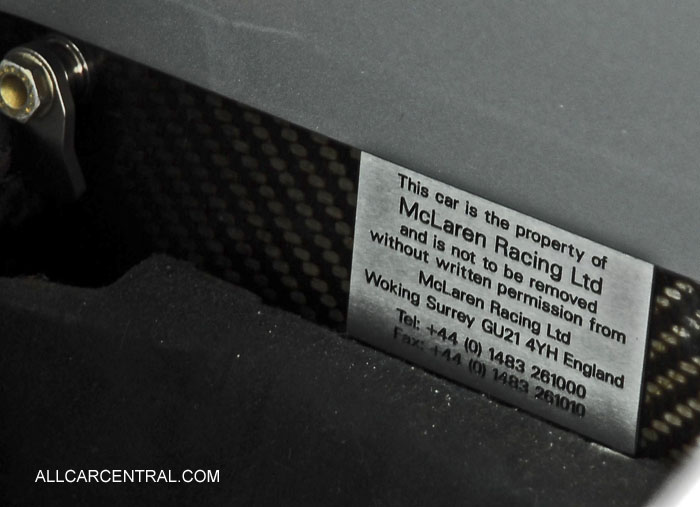 This car is the property of
McLaren Racing Ltd
and is not to be removed
without written permission from
McLaren Racing Ltd
Woking Surrey GU21 4YH England
Tel: +44 (0) 1483 261000
Fax: +44 (0) 1483 261010
ALLCARCENTRAL.COM